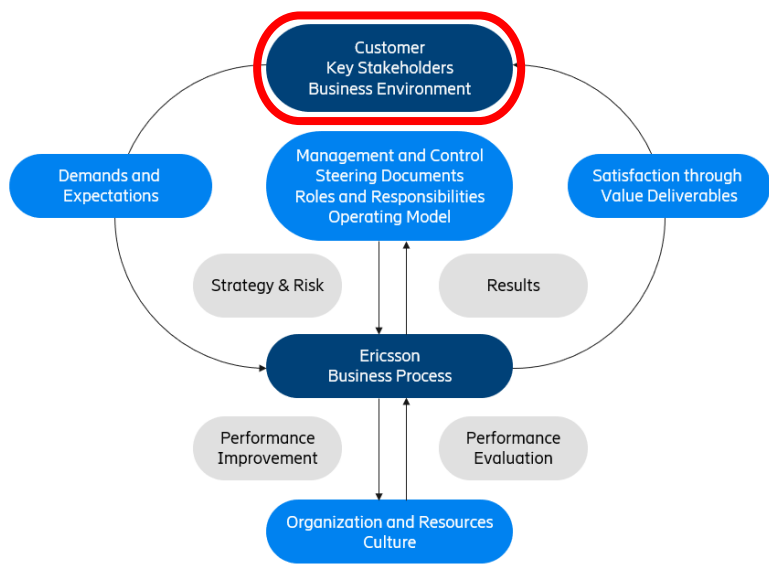 Customer
Key Stakeholders
Business Environment
Management and Control
Steering Documents
Roles and Responsibilities
Operating Model
Demands and
Expectations
Satisfaction through
Value Deliverables
Strategy & Risk
Results
Ericsson
Business Process
Performance
Improvement
Performance
Evaluation
Organization and Resources
Culture